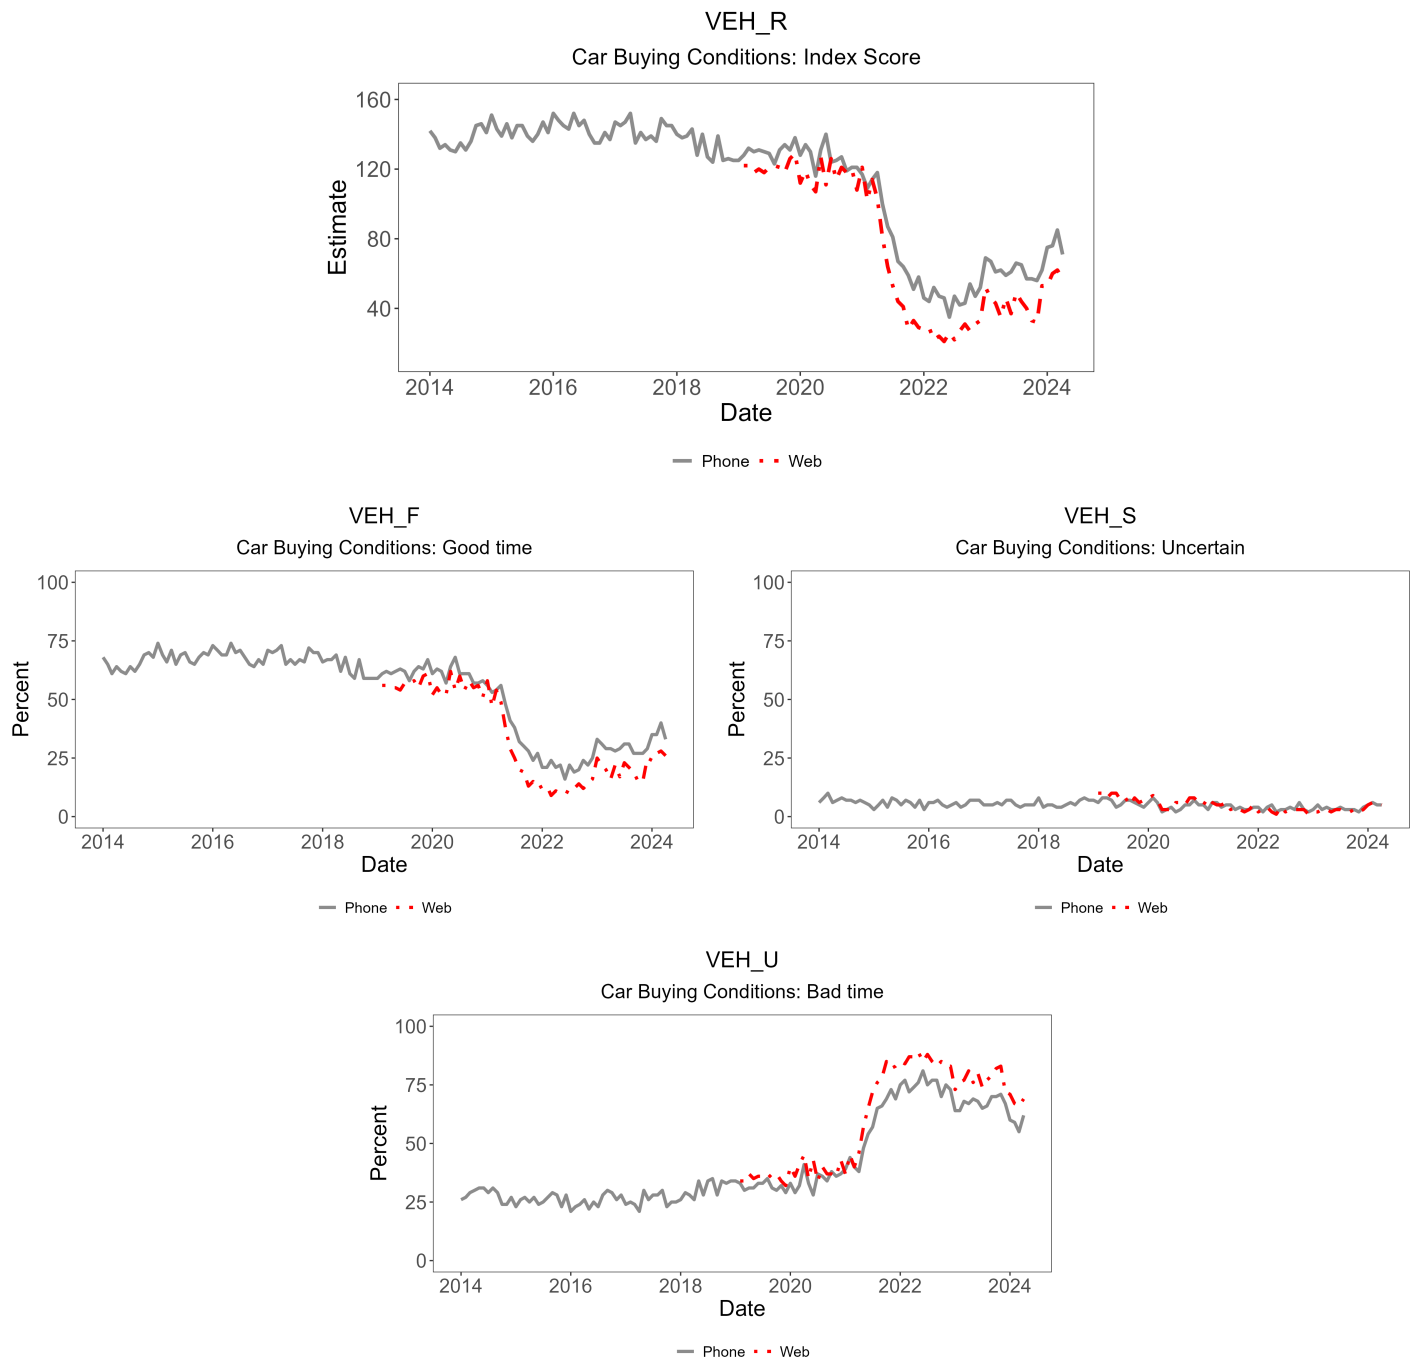 VEH_R
Car Buying Conditions: Index Score
Estimate
160
120
80
40
2014 2016 2018 2020 2022 2024
Date
Phone Web
VEH_F
Car Buying Conditions: Good time
Percent
100
75
50
25
0
2014 2016 2018 2020 2022 2024
Date
Phone Web
VEH_S
Car Buying Conditions: Uncertain
Percent
100
75
50
25
0
2014 2016 2018 2020 2022 2024
Date
Phone Web
VEH_U
Car Buying Conditions: Bad time
Percent
100
75
50
25
0
2014 2016 2018 2020 2022 2024
Date
Phone Web